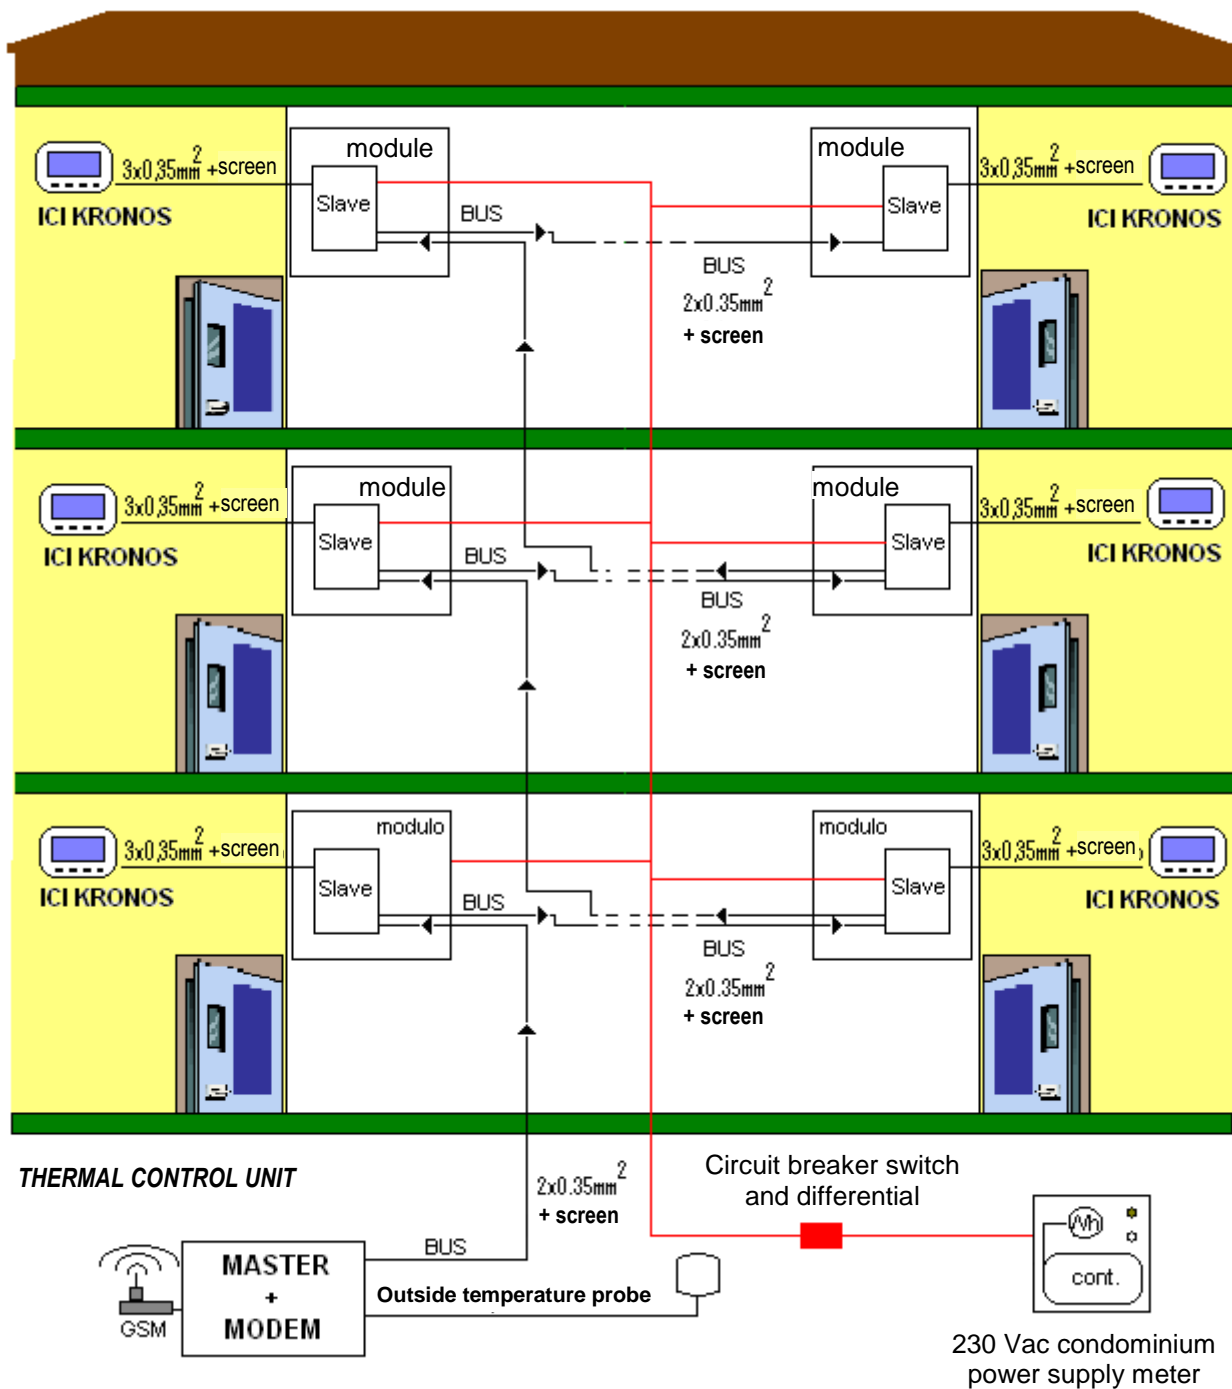 module
module
3x0,35mm2 +screen
3x0,35mm2 +screen
Slave
Slave
ICI KRONOS
BUS
ICI KRONOS
BUS
2x0.35mm2
+ screen
module
module
3x0,35mm2 +screen
3x0,35mm2 +screen
Slave
Slave
ICI KRONOS
BUS
ICI KRONOS
BUS
2x0.35mm2
+ screen
modulo
modulo
3x0,35mm2 +screen
3x0,35mm2 +screen
Slave
Slave
ICI KRONOS
BUS
ICI KRONOS
BUS
2x0.35mm2
+ screen
THERMAL CONTROL UNIT
2x0.35mm2
+ screen
Circuit breaker switch
and differential
BUS
MASTER
+
MODEM
GSM
Outside temperature probe
Wh
cont.
230 Vac condominium
power supply meter